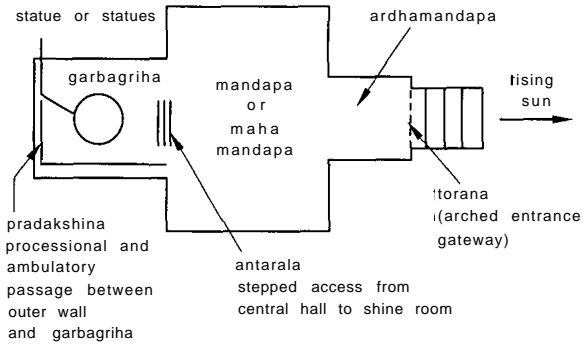 statue or statues
ardhamandapa
garbagriha
mandapa
or
maha
mandapa
rising
sun
torana
(arched entrance
gateway)
pradakshina
processional and
ambulatory
passage between
outer wall
and garbagriha
antarala
stepped access from
central hall to shine room